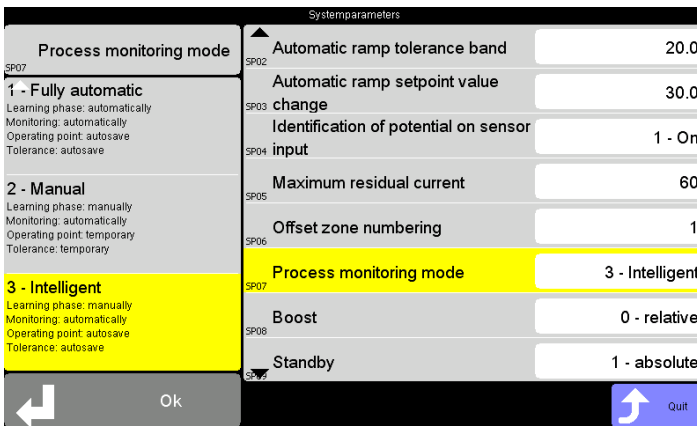 Systemparameters
Process monitoring mode
SP07
1 - Fully automatic
Learning phase: automatically
Monitoring: automatically
Operating point: autosave
Tolerance: autosave
2 - Manual
Learning phase: manually
Monitoring: automatically
Operating point: temporary
Tolerance: temporary
3 - Intelligent
Learning phase: manually
Monitoring: automatically
Operating point: autosave
Tolerance: autosave
Ok
SP02 Automatic ramp tolerance band 20.0
Automatic ramp setpoint value
SP03 change 30.0
Identification of potential on sensor
SP04 input 1 - On
SP05 Maximum residual current 60
SP06 Offset zone numbering 1
SP07 Process monitoring mode 3 - Intelligent
SP08 Boost 0 - relative
SP09 Standby 1 - absolute
Quit